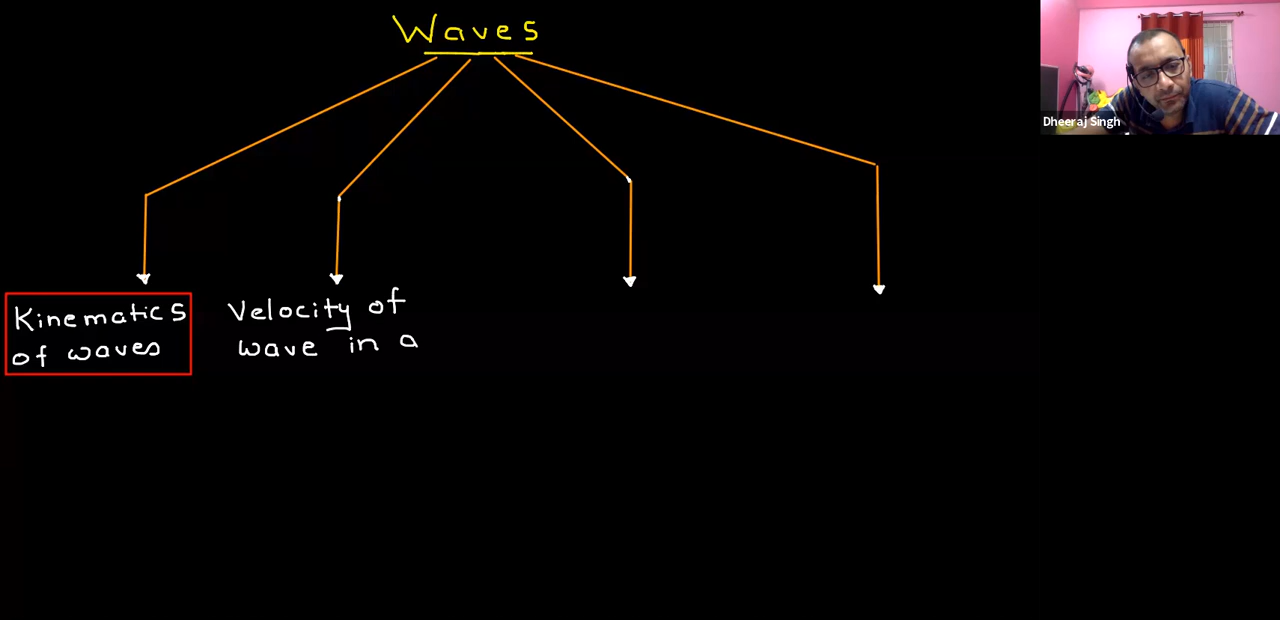 Waves
Dheeraj Singh
Kinematics
of waves
Velocity of
wave in a